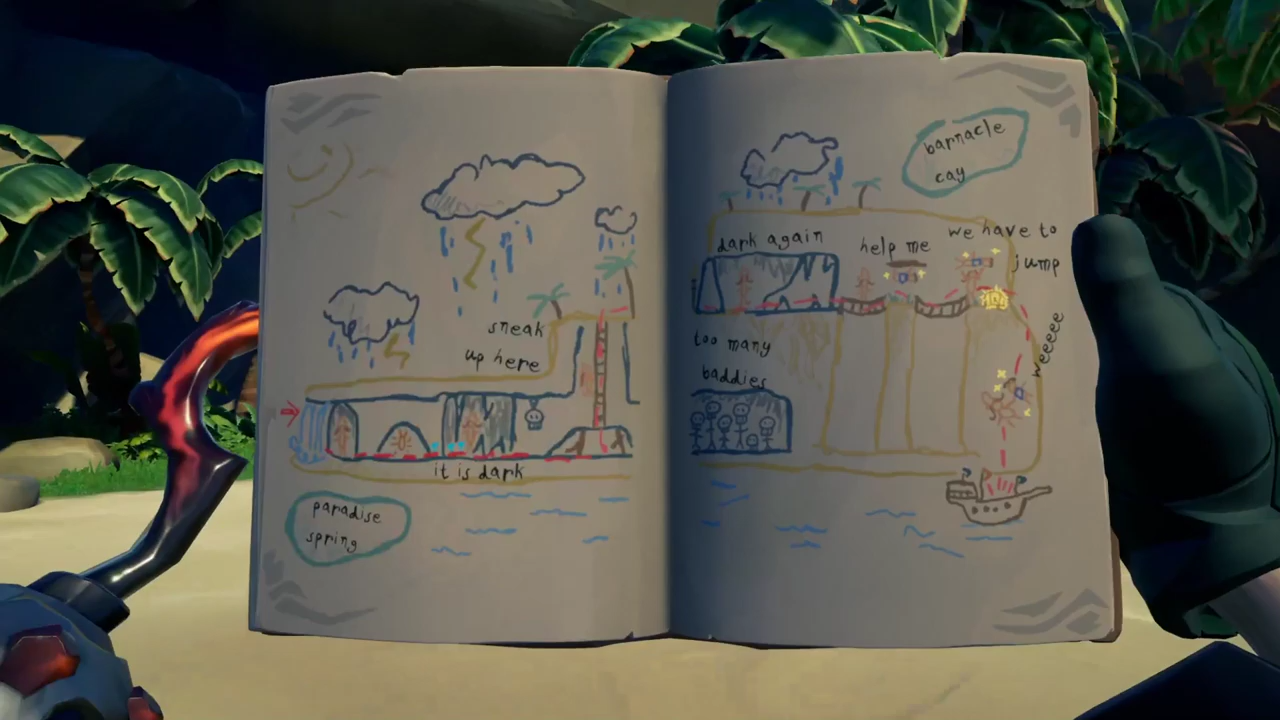 sneak
up here
it is dark
paradise
spring
barnacle
cay
dark again
help me
we have to
jump
too many
baddies
weeeee